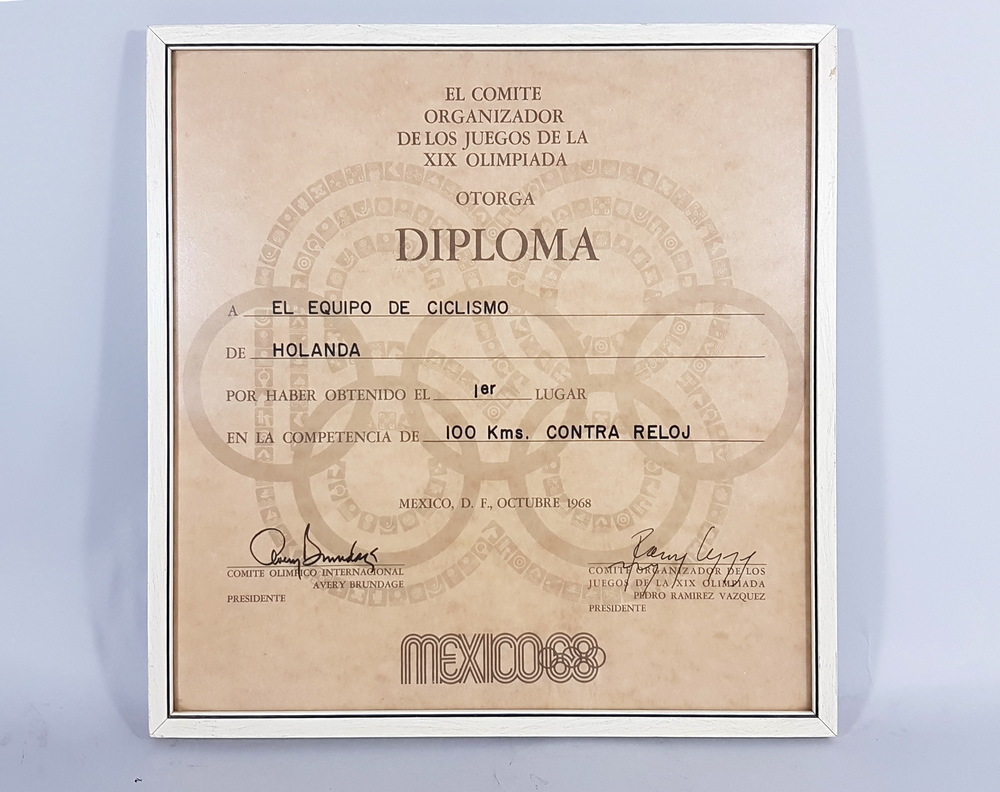 EL COMITE
ORGANIZADOR
DE LOS JUEGOS DE LA
XIX OLIMPIADA
OTORGA
DIPLOMA
A EL EQUIPO DE CICLISMO
DE HOLANDA
POR HABER OBTENIDO EL 1er LUGAR
EN LA COMPETENCIA DE 100 Kms. CONTRA RELOJ
MEXICO, D. F., OCTUBRE 1968
Avery Brundage
COMITE OLIMPICO INTERNACIONAL
AVERY BRUNDAGE
PRESIDENTE
COMITE ORGANIZADOR DE LOS
JUEGOS DE LA XIX OLIMPIADA
PEDRO RAMIREZ VAZQUEZ
PRESIDENTE
MEXICO68